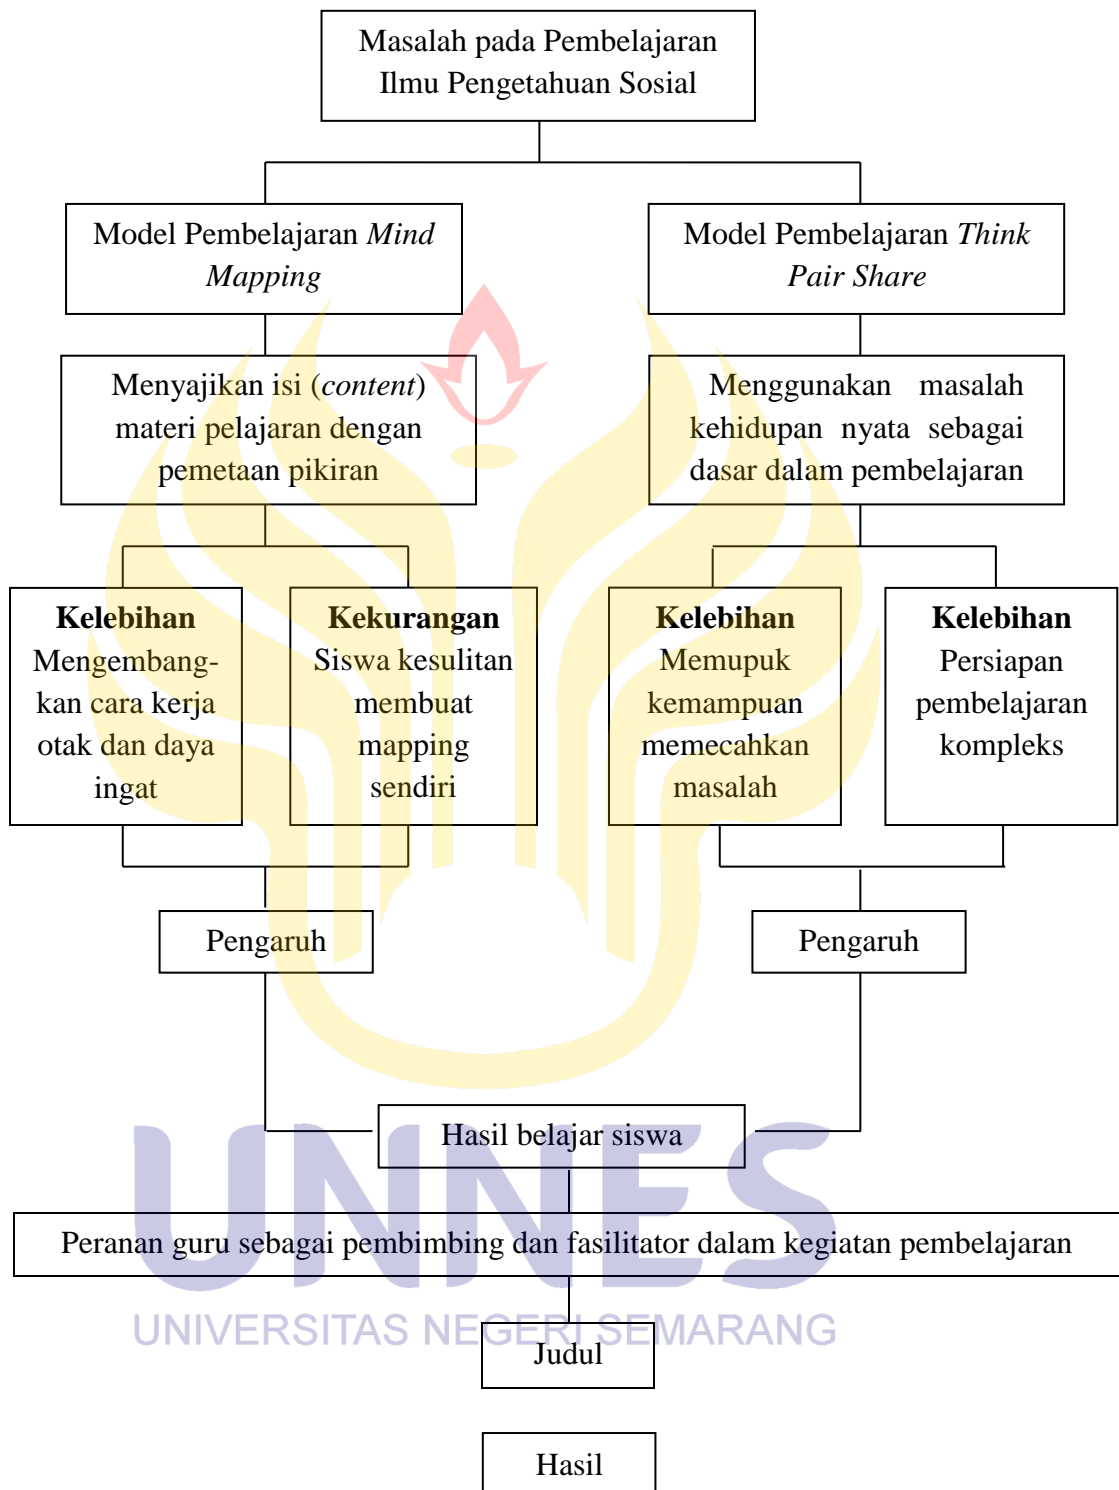 Masalah pada Pembelajaran
Ilmu Pengetahuan Sosial
Model Pembelajaran Mind
Mapping
Model Pembelajaran Think
Pair Share
Menyajikan isi (content)
materi pelajaran dengan
pemetaan pikiran
Menggunakan masalah
kehidupan nyata sebagai
dasar dalam pembelajaran
Kelebihan
Mengembang-
kan cara kerja
otak dan daya
ingat
Kekurangan
Siswa kesulitan
membuat
mapping
sendiri
Kelebihan
Memupuk
kemampuan
memecahkan
masalah
Kelebihan
Persiapan
pembelajaran
kompleks
Pengaruh
Pengaruh
Hasil belajar siswa
UNNES
Peranan guru sebagai pembimbing dan fasilitator dalam kegiatan pembelajaran
UNIVERSITAS NEGERI SEMARANG
Judul
Hasil